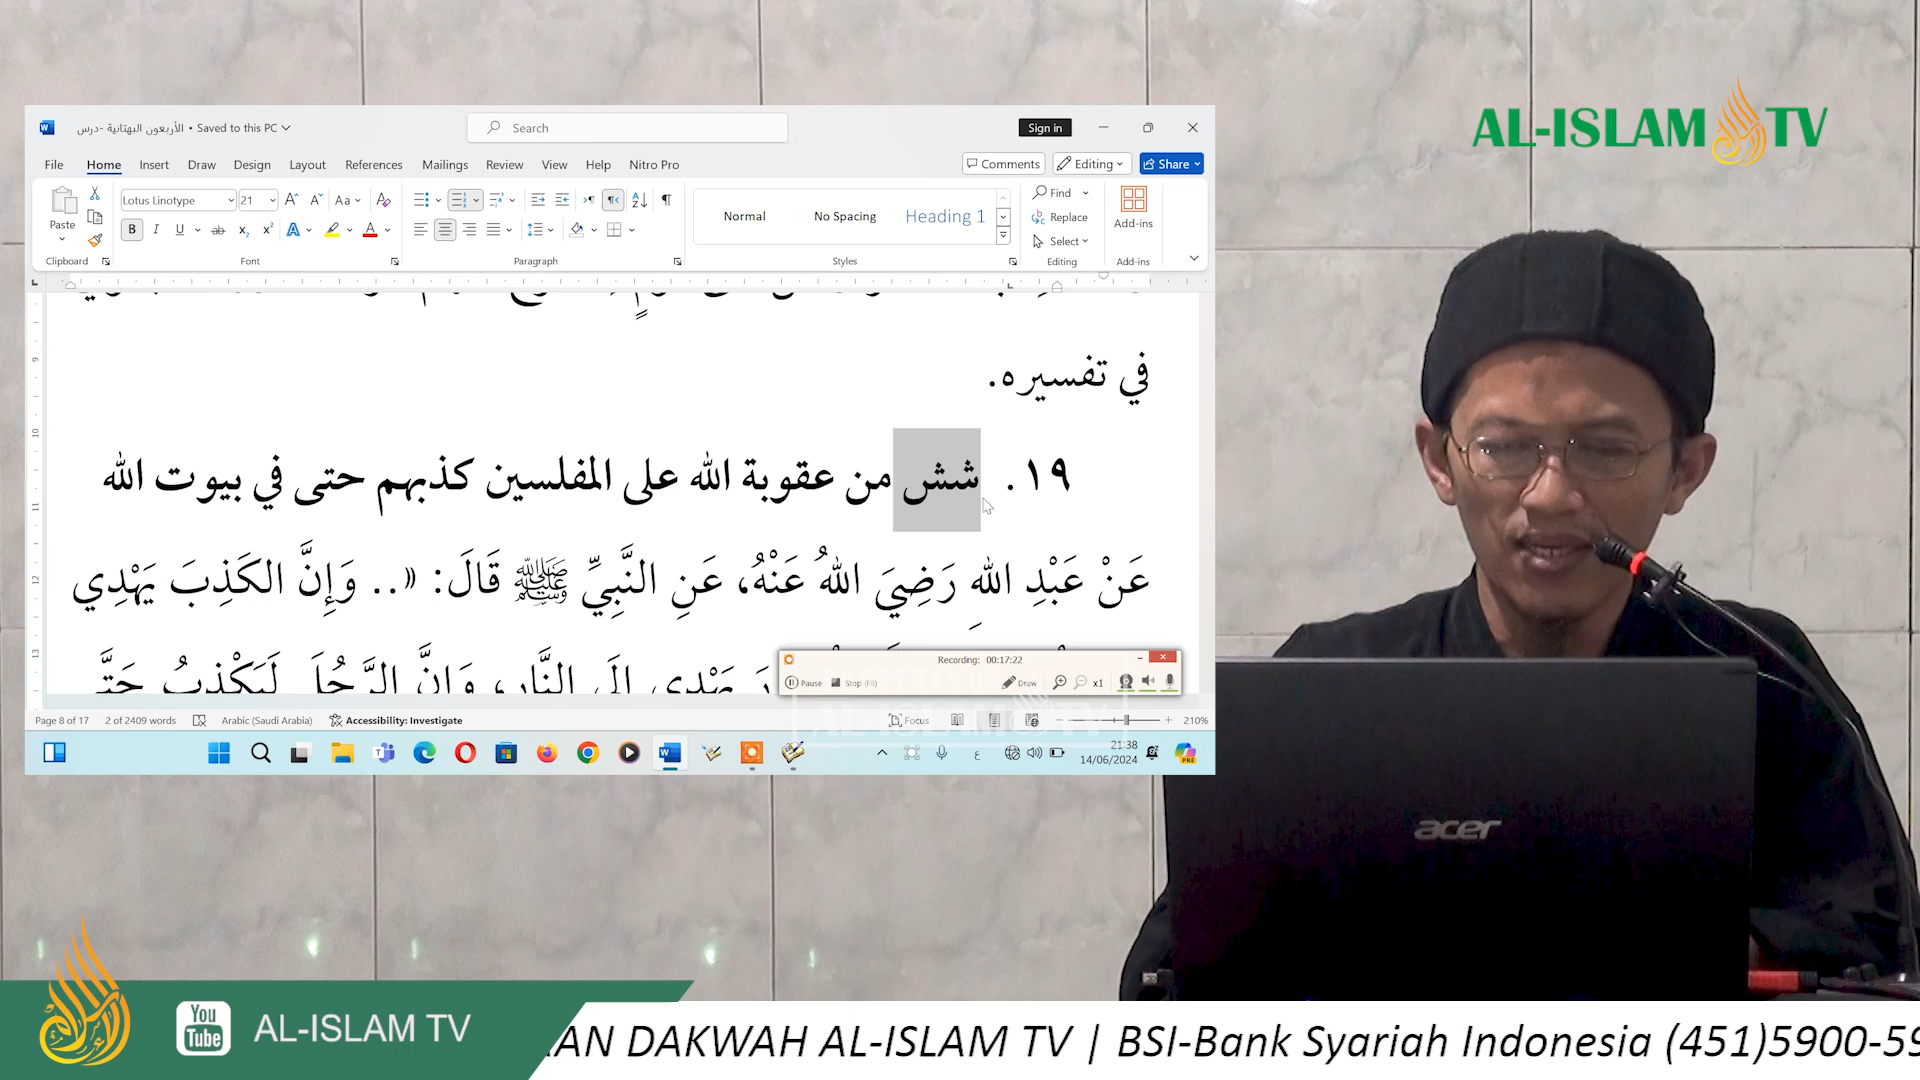 AL-ISLAM TV
الأربعون البهتانية -درس • Saved to this PC
Search
Sign in
File Home Insert Draw Design Layout References Mailings Review View Help Nitro Pro
Comments Editing Share
Paste
Clipboard
Lotus Linotype 21
Font
Paragraph
Normal No Spacing Heading 1
Styles
Find
Replace
Select
Editing
Add-ins
Add-ins
في تفسيره.
١٩. شش من عقوبة الله على المفلسين كذبهم حتى في بيوت الله
عَنْ عَبْدِ اللهِ رَضِيَ اللهُ عَنْهُ، عَنِ النَّبِيِّ ﷺ قَالَ: «.. وَإِنَّ الكَذِبَ يَهْدِي
يَهْدِي إِلَى النَّارِ، وَإِنَّ الرَّجُلَ لَيَكْذِبُ حَتَّى
Recording: 00:17:22
Pause Stop (F8) Draw x1
Page 8 of 17 2 of 2409 words Arabic (Saudi Arabia) Accessibility: Investigate Focus 210%
21:38
14/06/2024
acer
You Tube AL-ISLAM TV
AN DAKWAH AL-ISLAM TV | BSI-Bank Syariah Indonesia (451)5900-59